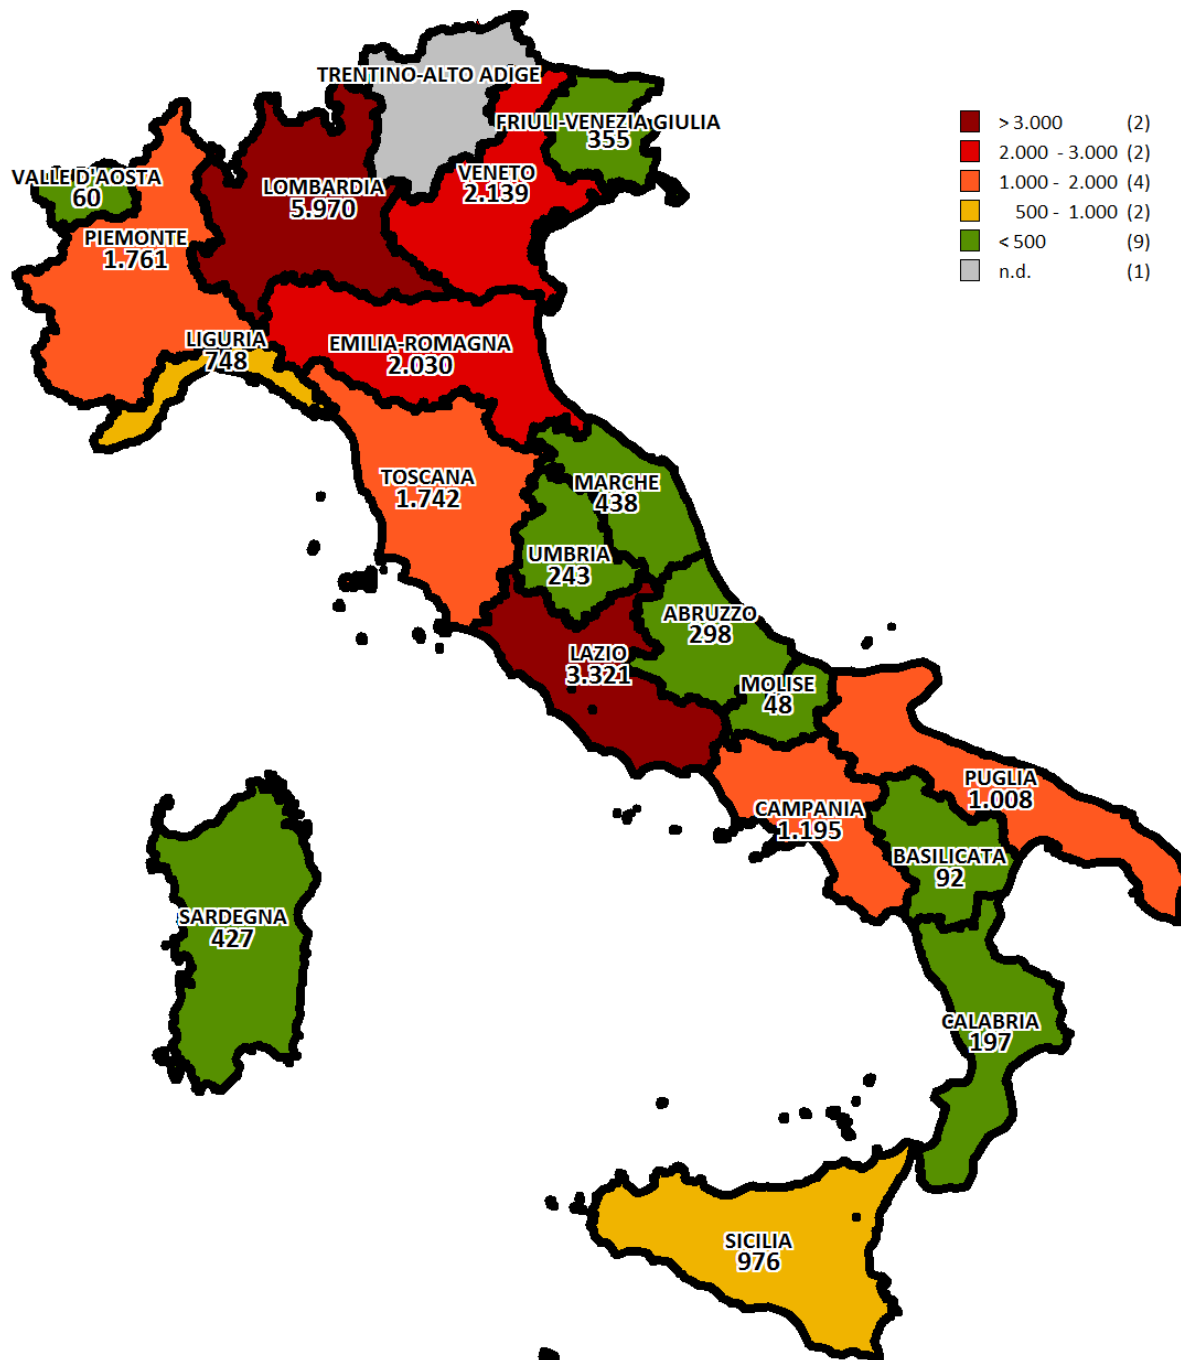 TRENTINO-ALTO ADIGE
FRIULI-VENEZIA GIULIA
355
VALLE D'AOSTA
60
LOMBARDIA
5.970
VENETO
2.139
PIEMONTE
1.761
LIGURIA
748
EMILIA-ROMAGNA
2.030
TOSCANA
1.742
MARCHE
438
UMBRIA
243
ABRUZZO
298
LAZIO
3.321
MOLISE
48
PUGLIA
1.008
CAMPANIA
1.195
BASILICATA
92
SARDEGNA
427
CALABRIA
197
SICILIA
976
> 3.000 (2)
2.000 - 3.000 (2)
1.000 - 2.000 (4)
500 - 1.000 (2)
< 500 (9)
n.d. (1)